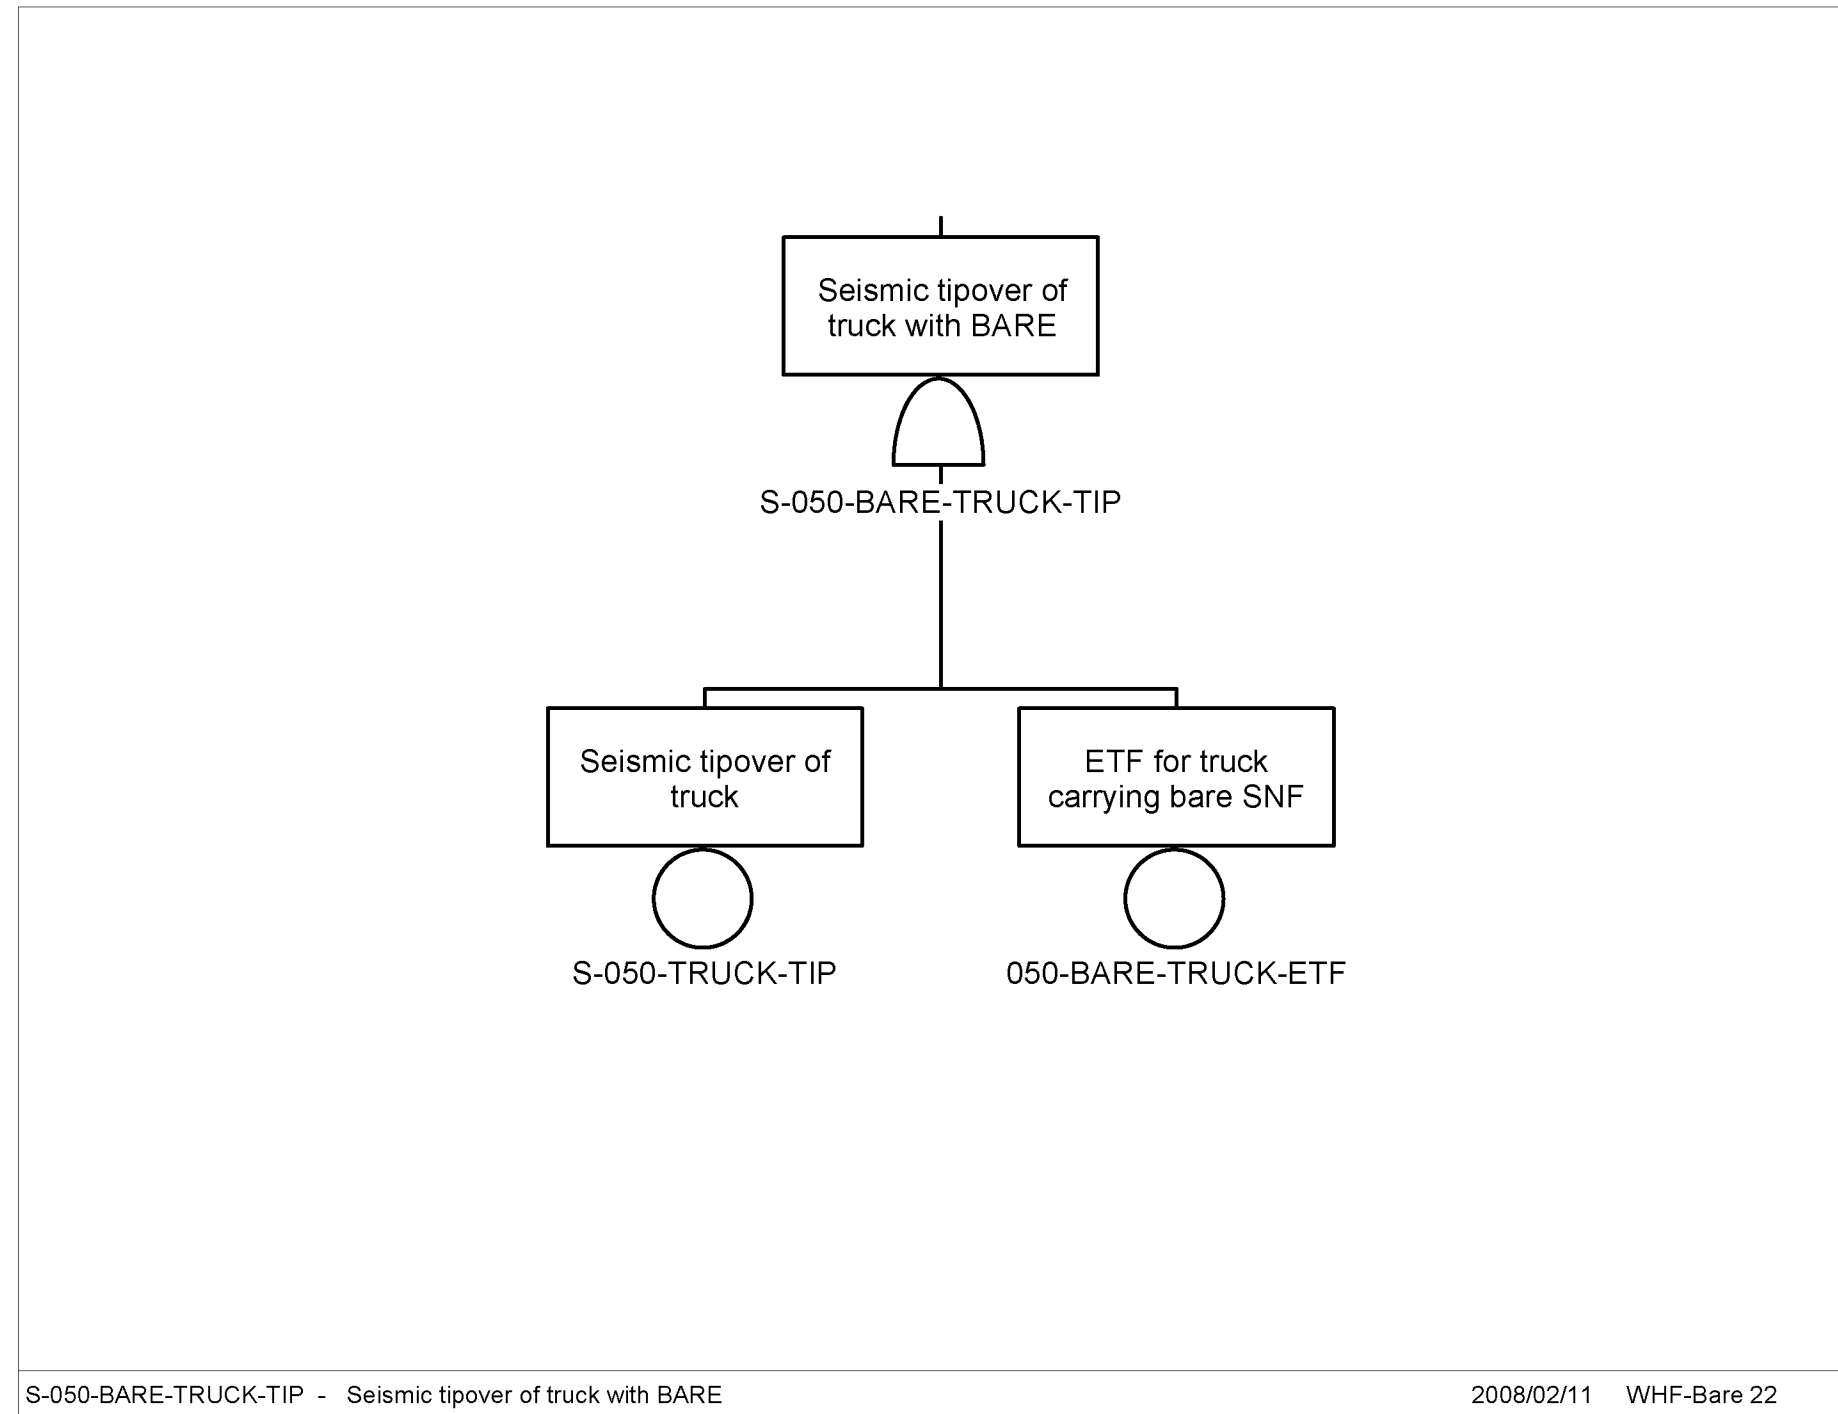 Seismic tipover of
truck with BARE
S-050-BARE-TRUCK-TIP
Seismic tipover of
truck
S-050-TRUCK-TIP
ETF for truck
carrying bare SNF
050-BARE-TRUCK-ETF
S-050-BARE-TRUCK-TIP - Seismic tipover of truck with BARE
2008/02/11 WHF-Bare 22